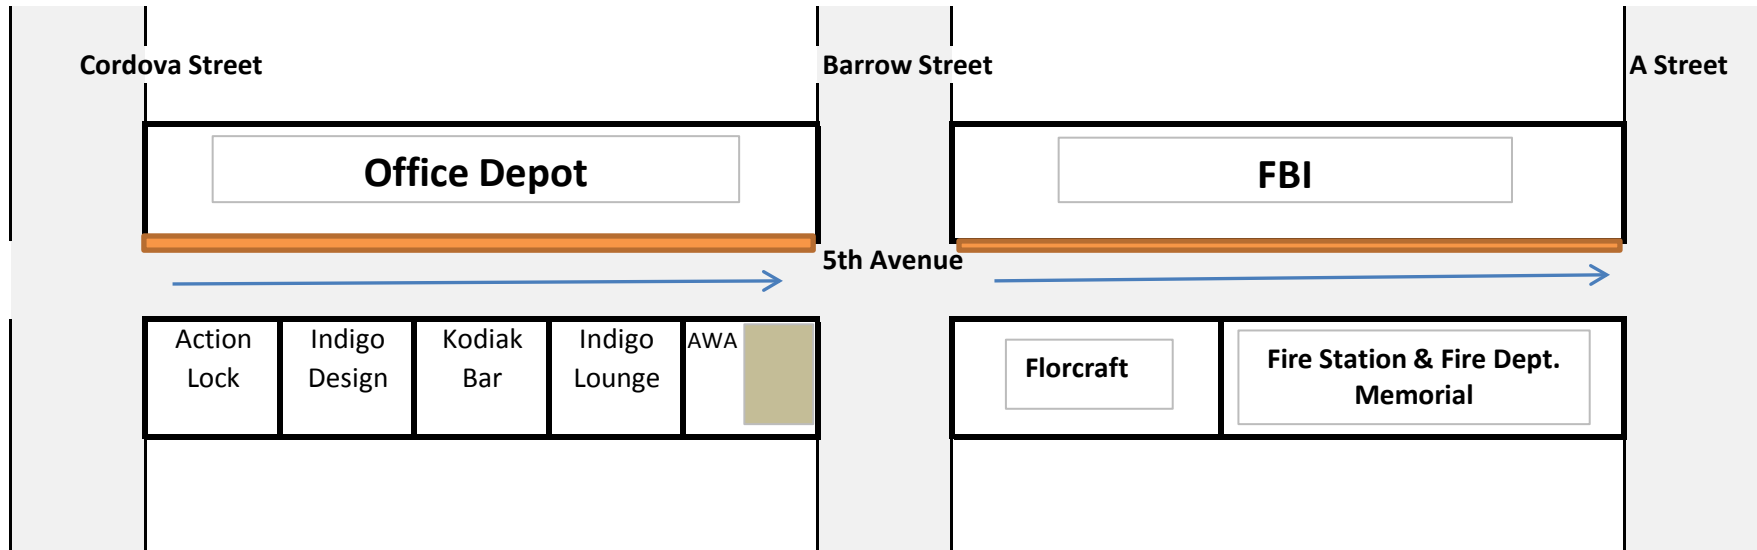 Cordova Street
Barrow Street
A Street
Office Depot
FBI
5th Avenue
Action
Lock
Indigo
Design
Kodiak
Bar
Indigo
Lounge
AWA
Florcraft
Fire Station & Fire Dept.
Memorial